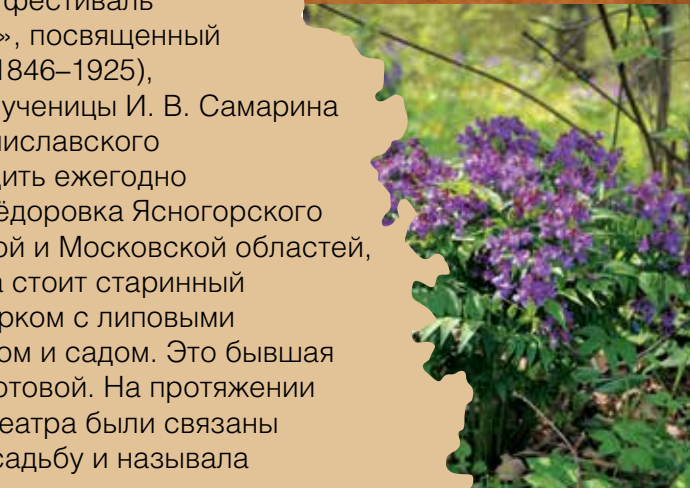 фестиваль
», посвященный
1846–1925),
ученицы И. В. Самарина
ниславского
дить ежегодно
ёдоровка Ясногорского
ой и Московской областей,
а стоит старинный
рком с липовыми
ом и садом. Это бывшая
отовой. На протяжении
еатра были связаны
садьбу и называла